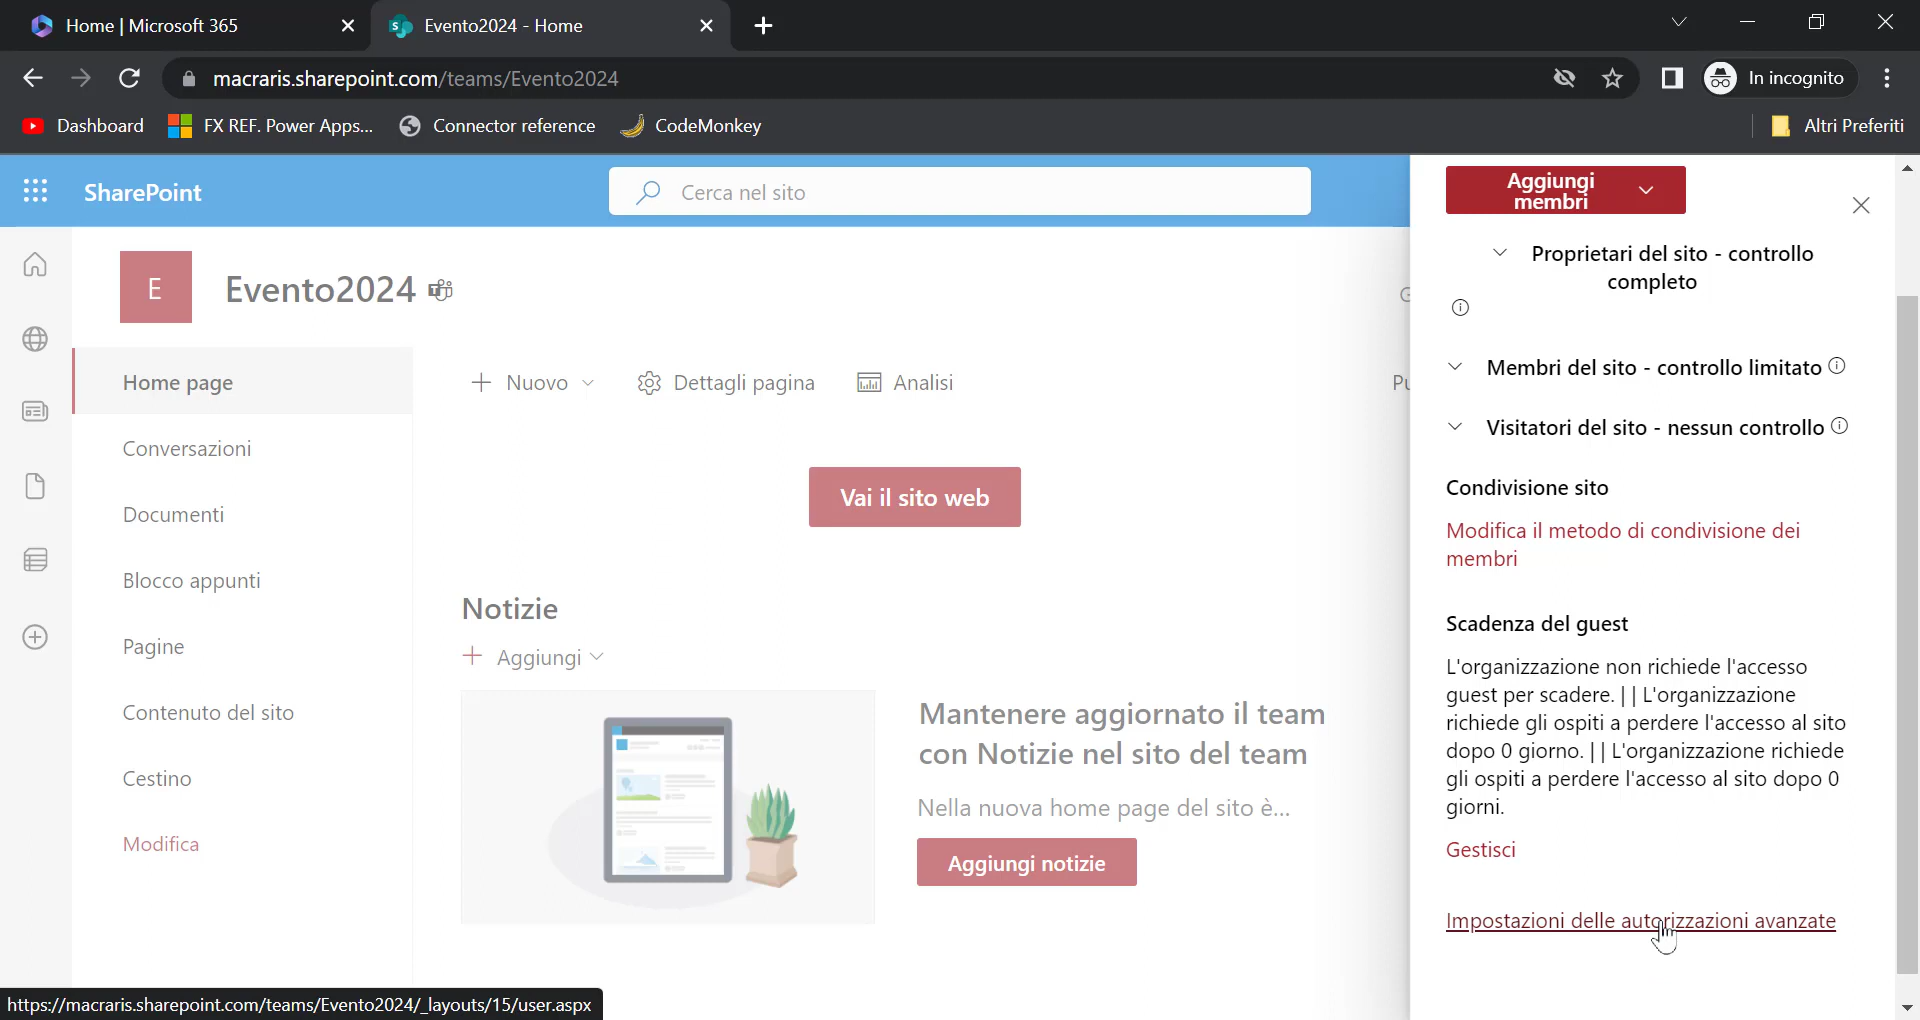 Home | Microsoft 365
Evento2024 - Home
macraris.sharepoint.com/teams/Evento2024
In incognito
Dashboard
FX REF. Power Apps...
Connector reference
CodeMonkey
Altri Preferiti
SharePoint
Cerca nel sito
E
Evento2024
Home page
Conversazioni
Documenti
Blocco appunti
Pagine
Contenuto del sito
Cestino
Modifica
Nuovo
Dettagli pagina
Analisi
Pu
Vai il sito web
Notizie
Aggiungi
Mantenere aggiornato il team
con Notizie nel sito del team
Nella nuova home page del sito è...
Aggiungi notizie
Aggiungi
membri
Proprietari del sito - controllo
completo
Membri del sito - controllo limitato
Visitatori del sito - nessun controllo
Condivisione sito
Modifica il metodo di condivisione dei
membri
Scadenza del guest
L'organizzazione non richiede l'accesso
guest per scadere. || L'organizzazione
richiede gli ospiti a perdere l'accesso al sito
dopo 0 giorno. || L'organizzazione richiede
gli ospiti a perdere l'accesso al sito dopo 0
giorni.
Gestisci
Impostazioni delle autorizzazioni avanzate
https://macraris.sharepoint.com/teams/Evento2024/_layouts/15/user.aspx